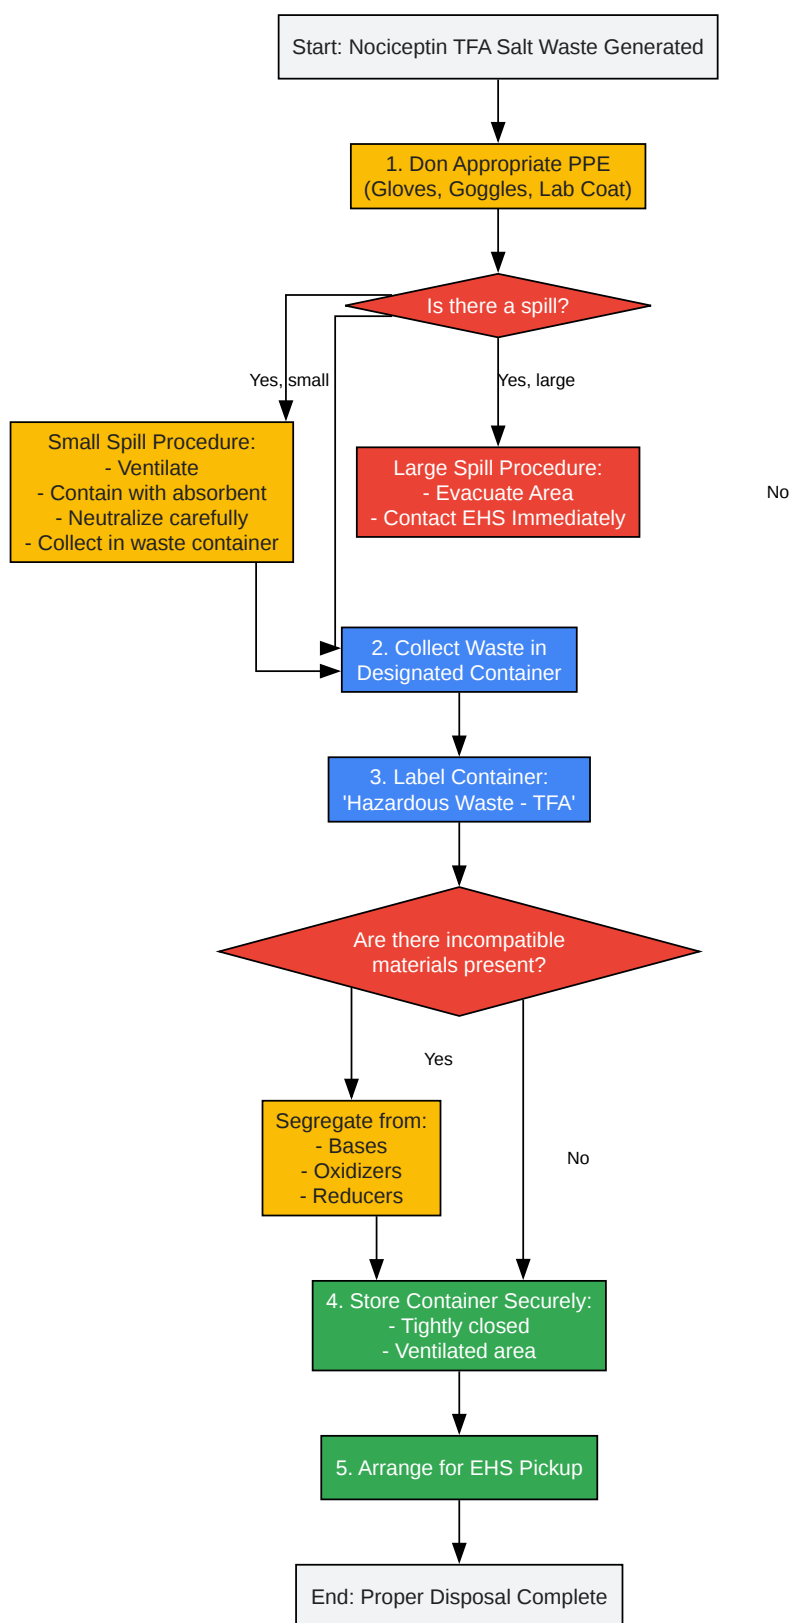 Start: Nociceptin TFA Salt Waste Generated
1. Don Appropriate PPE
(Gloves, Goggles, Lab Coat)
Is there a spill?
Yes, small
Yes, large
Small Spill Procedure:
- Ventilate
- Contain with absorbent
- Neutralize carefully
- Collect in waste container
Large Spill Procedure:
- Evacuate Area
- Contact EHS Immediately
No
2. Collect Waste in
Designated Container
3. Label Container:
'Hazardous Waste - TFA'
Are there incompatible
materials present?
Yes
Segregate from:
- Bases
- Oxidizers
- Reducers
No
4. Store Container Securely:
- Tightly closed
- Ventilated area
5. Arrange for EHS Pickup
End: Proper Disposal Complete